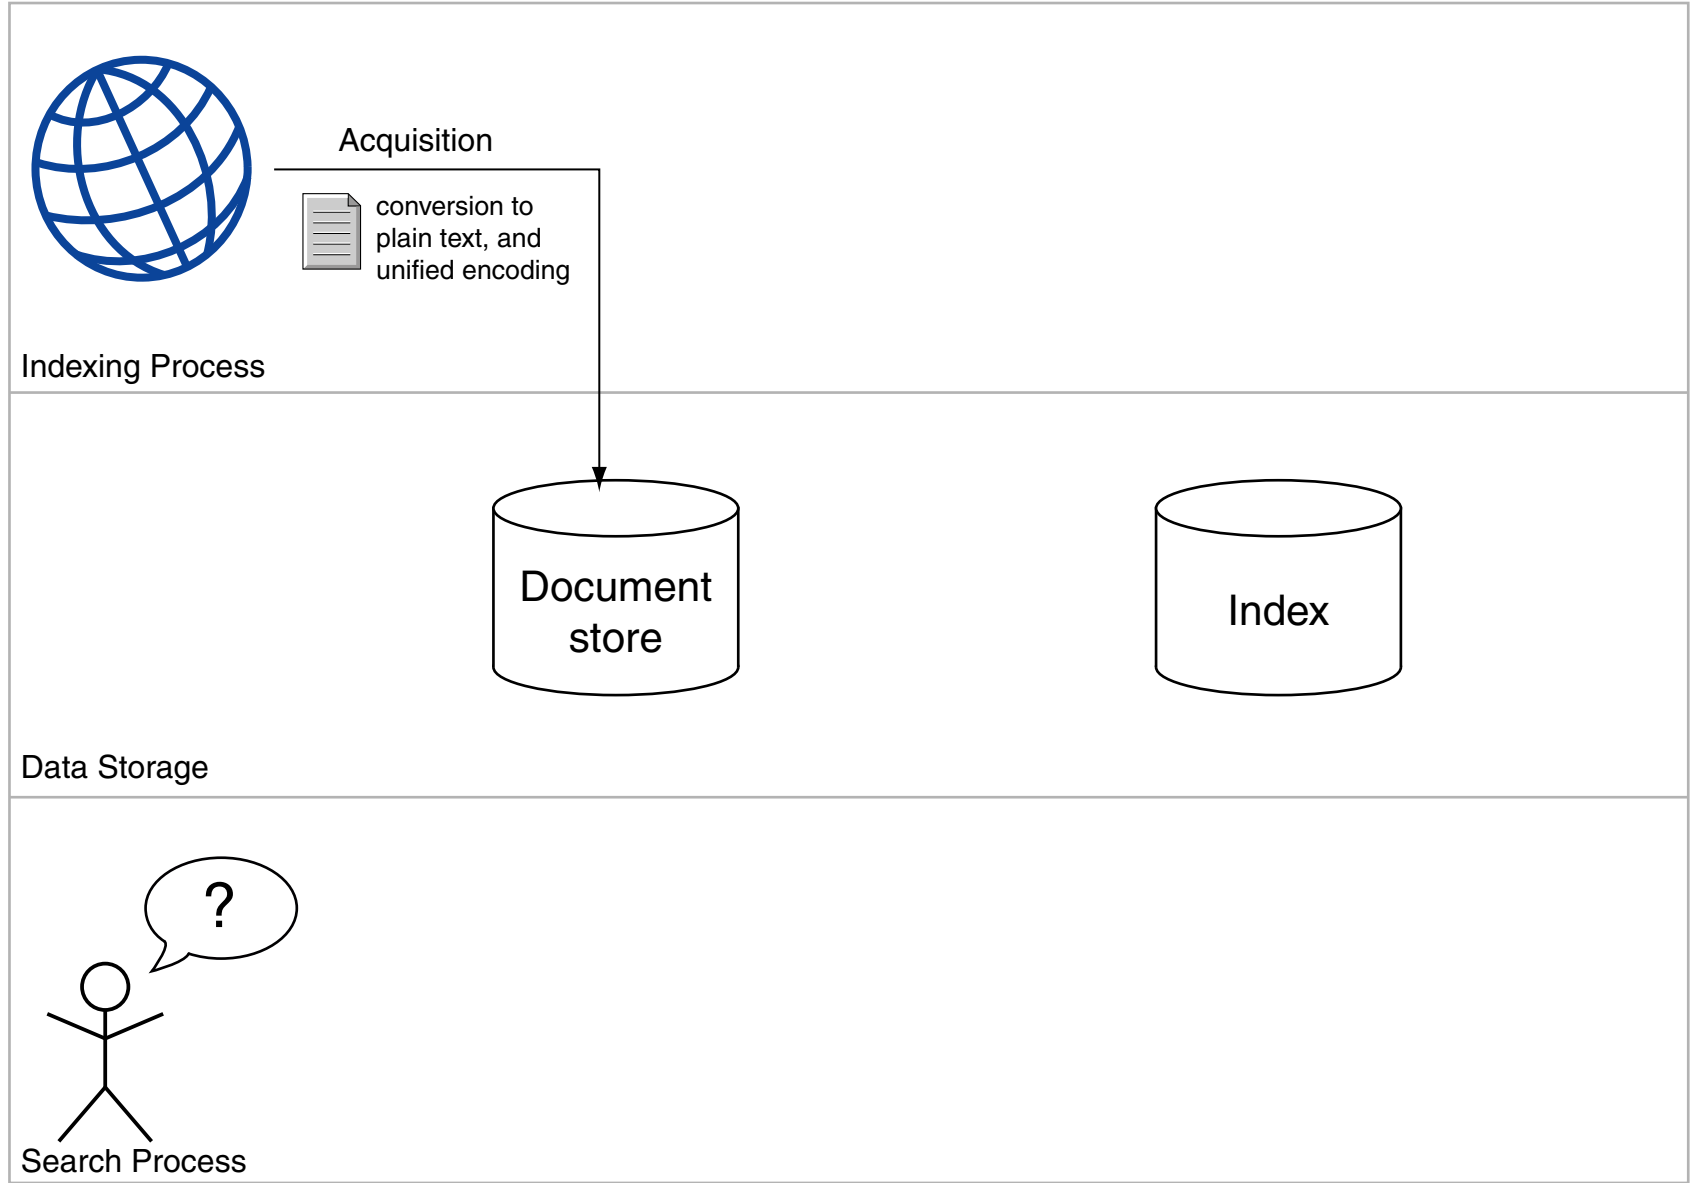 Acquisition
conversion to
plain text, and
unified encoding
Indexing Process
Document
store
Index
Data Storage
?
Search Process